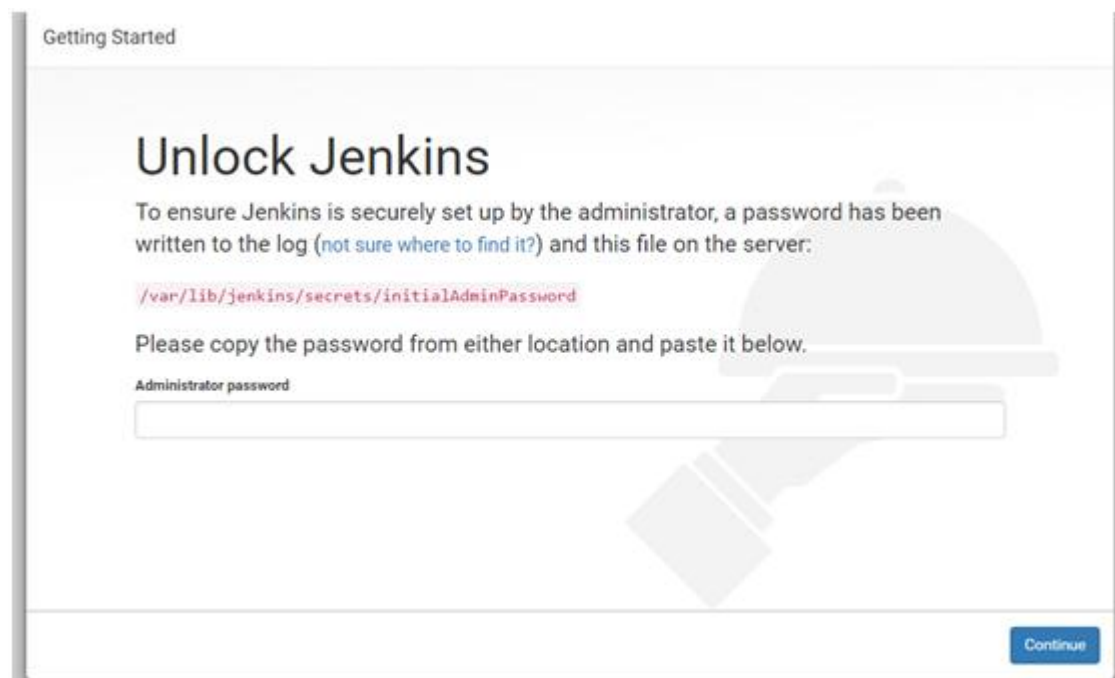 Getting Started
Unlock Jenkins
To ensure Jenkins is securely set up by the administrator, a password has been
written to the log (not sure where to find it?) and this file on the server:
/var/lib/jenkins/secrets/initialAdminPassword
Please copy the password from either location and paste it below.
Administrator password
Continue